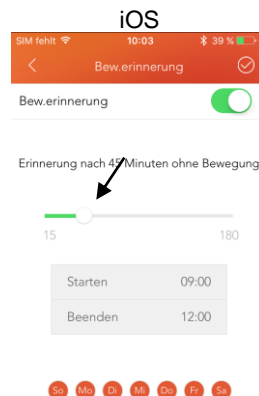 iOS
SIM fehlt 10:03 39 %
Bew.erinnerung
Bew.erinnerung
Erinnerung nach 45 Minuten ohne Bewegung
15 180
Starten 09:00
Beenden 12:00
So Mo Di Mi Do Fr Sa